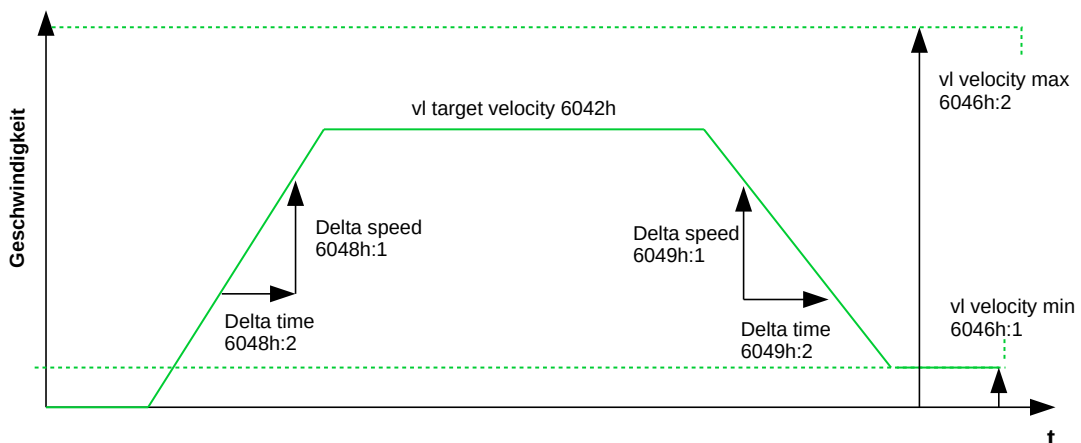 Geschwindigkeit
vl target velocity 6042h
vl velocity max
6046h:2
Delta speed
6048h:1
Delta time
6048h:2
Delta speed
6049h:1
Delta time
6049h:2
vl velocity min
6046h:1
t